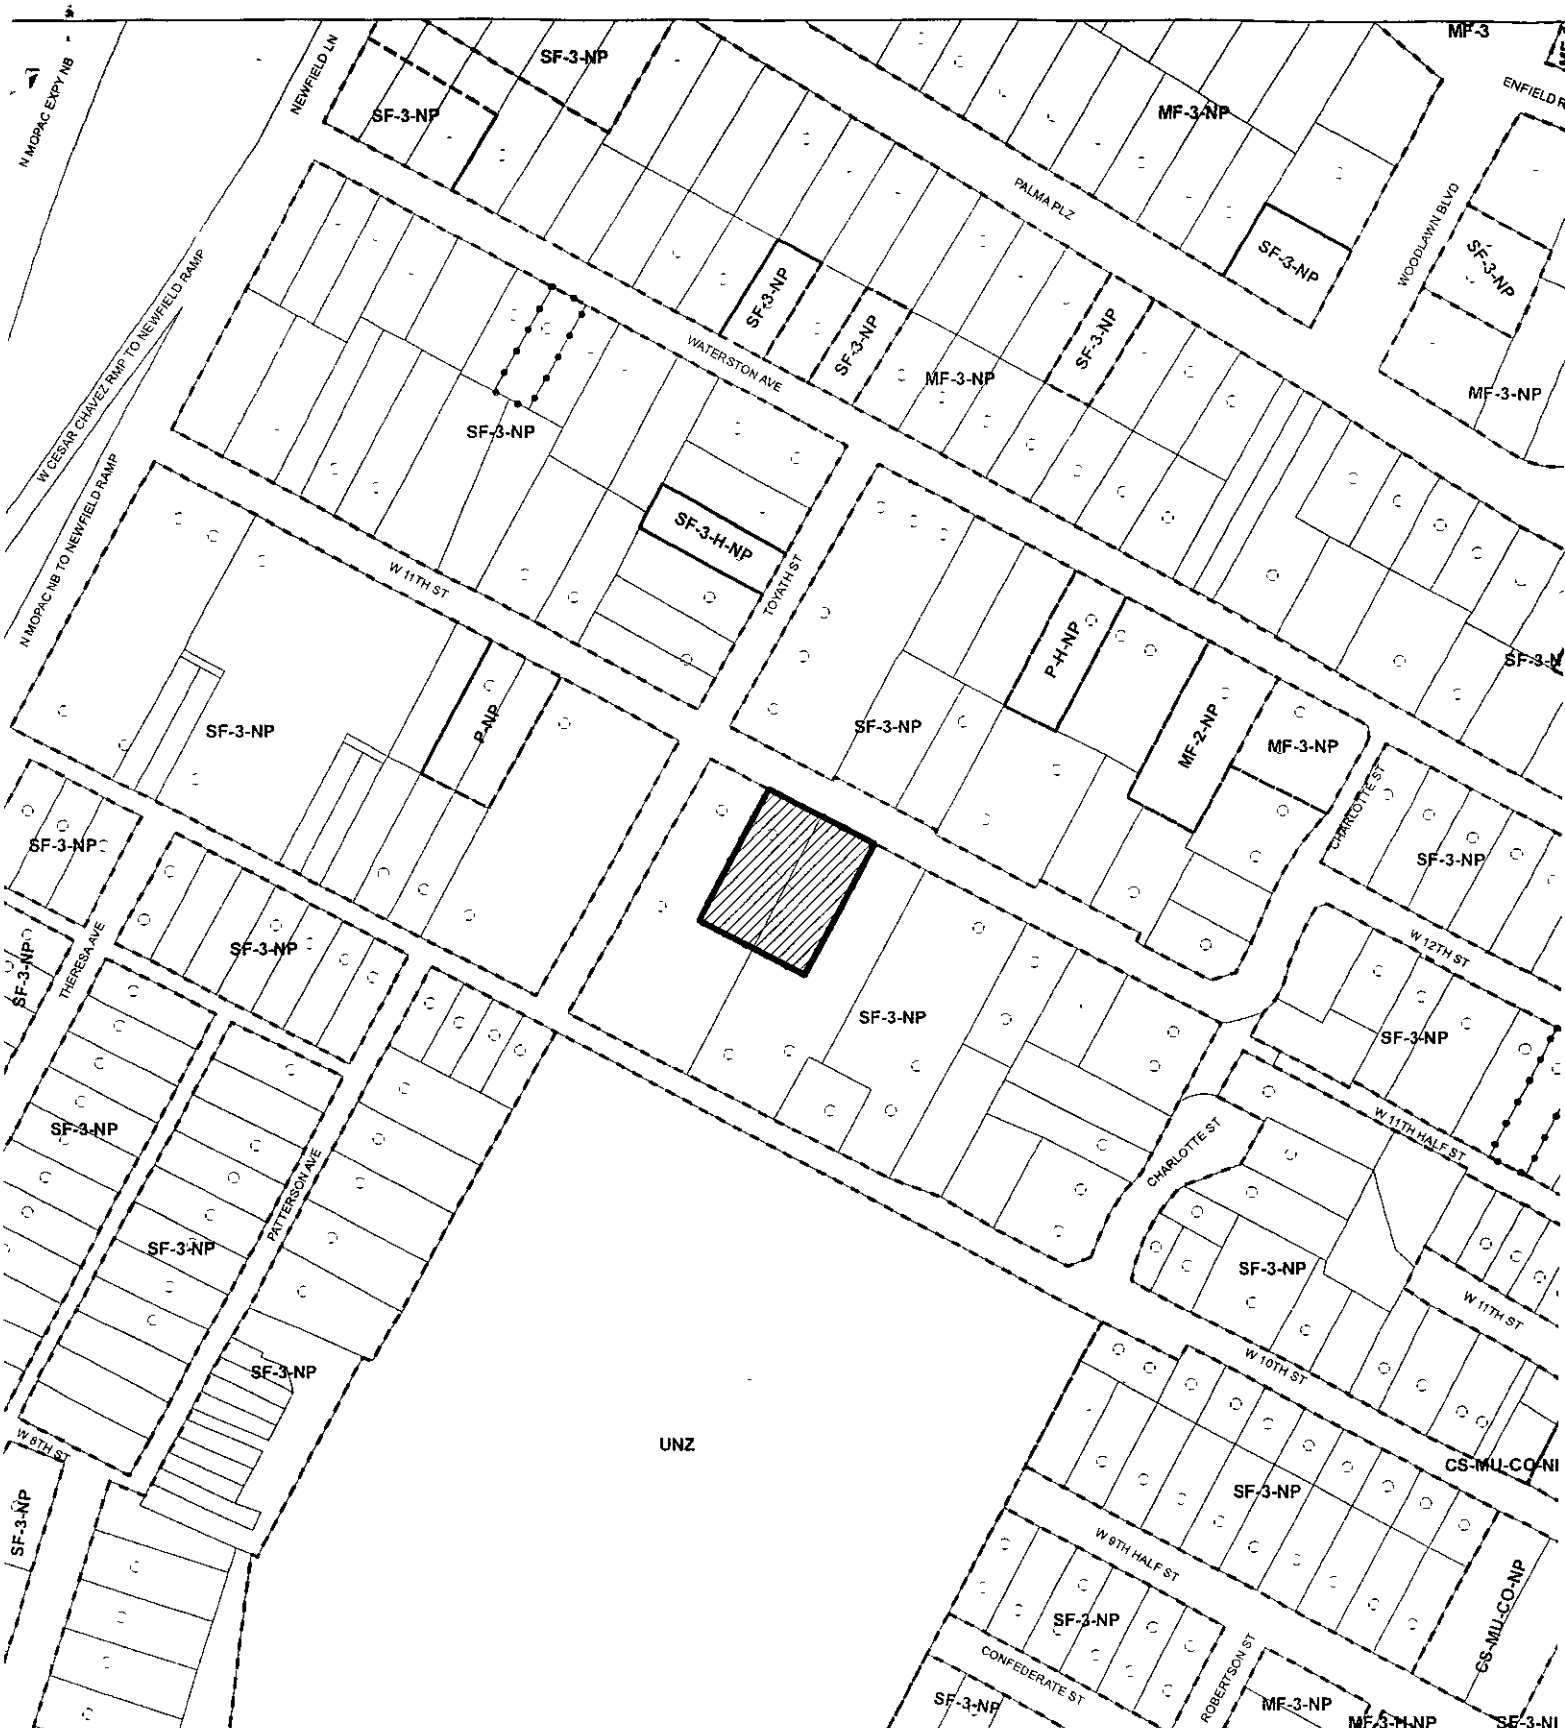 MF-3
SF-3-NP
NEWFIELD LN
N MOPAC EXPY NB
SF-3-NP
MF-3-NP
PALMA PLZ
WOODLAWN BLVD
SF-3-NP
SF-3-NP
W CESAR CHAVEZ RMP TO NEWFIELD RAMP
SF-3-NP
SF-3-NP
SF-3-NP
WATERSTON AVE
MF-3-NP
MF-3-NP
SF-3-NP
N MOPAC NB TO NEWFIELD RAMP
SF-3-H-NP
W 11TH ST
TOYATH ST
P-H-NP
SF-3-N
SF-3-NP
P-NP
SF-3-NP
MF-2-NP
MF-3-NP
CHARLOTTE ST
SF-3-NP
SF-3-NP
SF-3-NP
W 12TH ST
THERESA AVE
SF-3-NP
SF-3-NP
SF-3-NP
SF-3-NP
W 11TH HALF ST
CHARLOTTE ST
PATTERSON AVE
SF-3-NP
SF-3-NP
W 11TH ST
W 10TH ST
SF-3-NP
W 8TH ST
UNZ
CS-MU-CO-NI
SF-3-NP
SF-3-NP
W 9TH HALF ST
CS-MU-CO-NP
SF-3-NP
CONFEDERATE ST
ROBERTSON ST
SF-3-NP
MF-3-NP
MF-3-H-NP
SF-3-NI